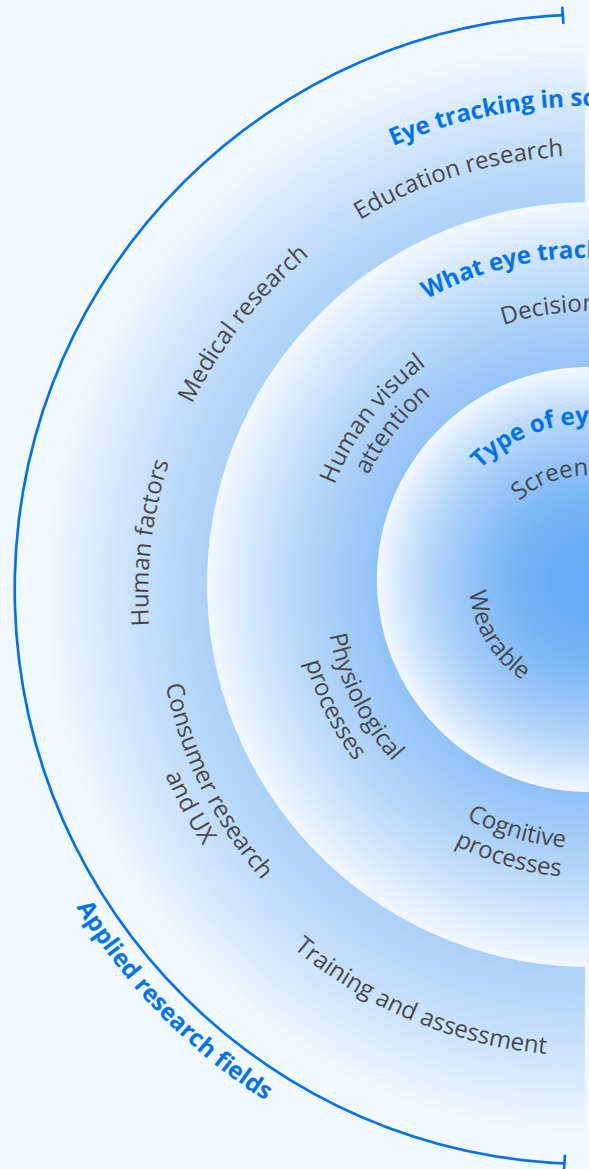 Eye tracking in sc
Education research
Medical research
Human factors
Consumer research
and UX
Training and assessment
Applied research fields
What eye track
Decision
Human visual
attention
Physiological
processes
Cognitive
processes
Type of ey
Screen
Wearable